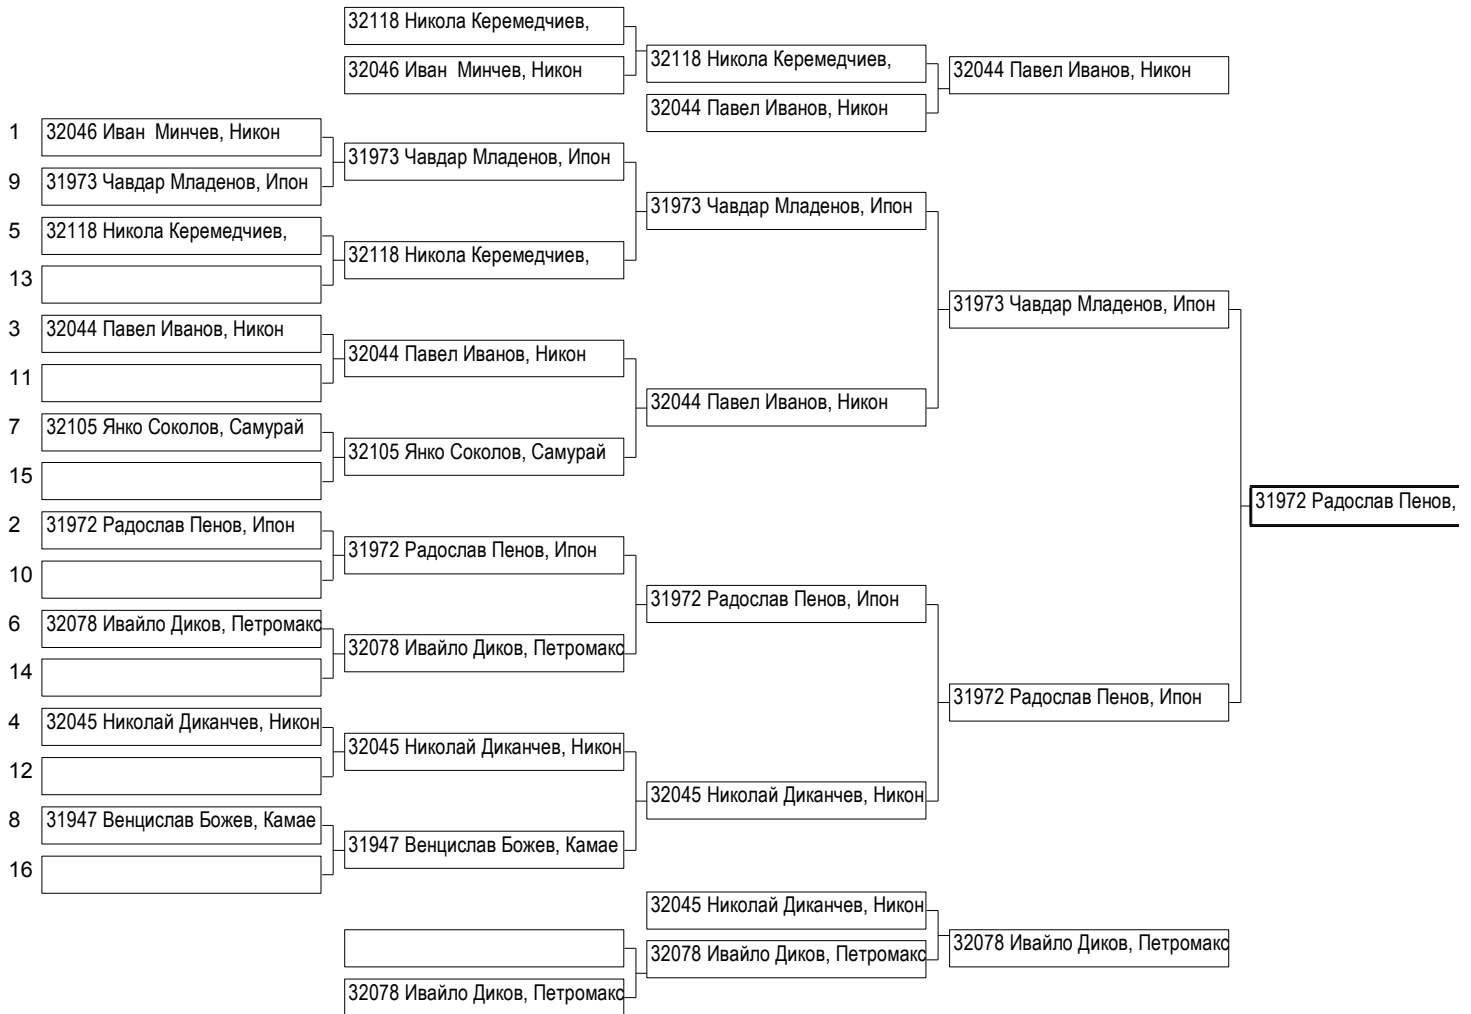 32118 Никола Керемедчиев,
32046 Иван  Минчев, Никон
32118 Никола Керемедчиев,
32044 Павел Иванов, Никон
32044 Павел Иванов, Никон
1 32046 Иван  Минчев, Никон
9 31973 Чавдар Младенов, Ипон
5 32118 Никола Керемедчиев,
13
3 32044 Павел Иванов, Никон
11
7 32105 Янко Соколов, Самурай
15
2 31972 Радослав Пенов, Ипон
10
6 32078 Ивайло Диков, Петромакс
14
4 32045 Николай Диканчев, Никон
12
8 31947 Венцислав Божев, Камае
16
31973 Чавдар Младенов, Ипон
32118 Никола Керемедчиев,
32044 Павел Иванов, Никон
32105 Янко Соколов, Самурай
31972 Радослав Пенов, Ипон
32078 Ивайло Диков, Петромакс
32045 Николай Диканчев, Никон
31947 Венцислав Божев, Камае
31973 Чавдар Младенов, Ипон
32044 Павел Иванов, Никон
31972 Радослав Пенов, Ипон
32045 Николай Диканчев, Никон
31973 Чавдар Младенов, Ипон
31972 Радослав Пенов, Ипон
31972 Радослав Пенов,
32045 Николай Диканчев, Никон
32078 Ивайло Диков, Петромакс
32078 Ивайло Диков, Петромакс
32078 Ивайло Диков, Петромакс